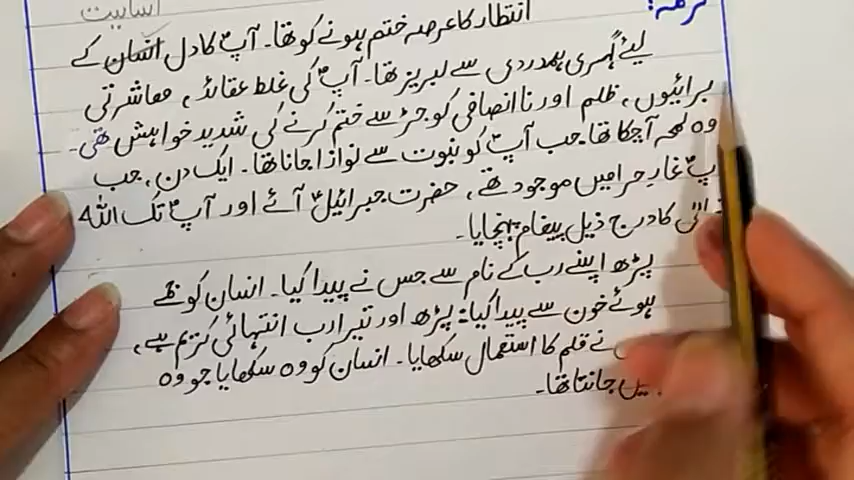 انسانیت
ترجمہ:
انتظار کا عرصہ ختم ہونے کو تھا۔ آپؐ کا دل انسان کے
لیئے گہری ہمدردی سے لبریز تھا۔ آپؐ کی غلط عقائد، معاشرتی
برائیوں، ظلم اور ناانصافی کو جڑ سے ختم کرنے کی شدید خواہش تھی۔
وہ لمحہ آچکا تھا جب آپؐ کو نبوت سے نوازا جانا تھا۔ ایک دن، جب
پؐ غارِ حرا میں موجود تھے، حضرت جبرائیلؑ آئے اور آپؐ تک اللہ
کا درج ذیل پیغام پہنچایا۔
پڑھ اپنے رب کے نام سے جس نے پیدا کیا۔ انسان کو جمے
ہوئے خون سے پیدا کیا۔ پڑھ اور تیرا رب انتہائی کریم ہے،
نے قلم کا استعمال سکھایا۔ انسان کو وہ سکھایا جو وہ
جانتا تھا۔